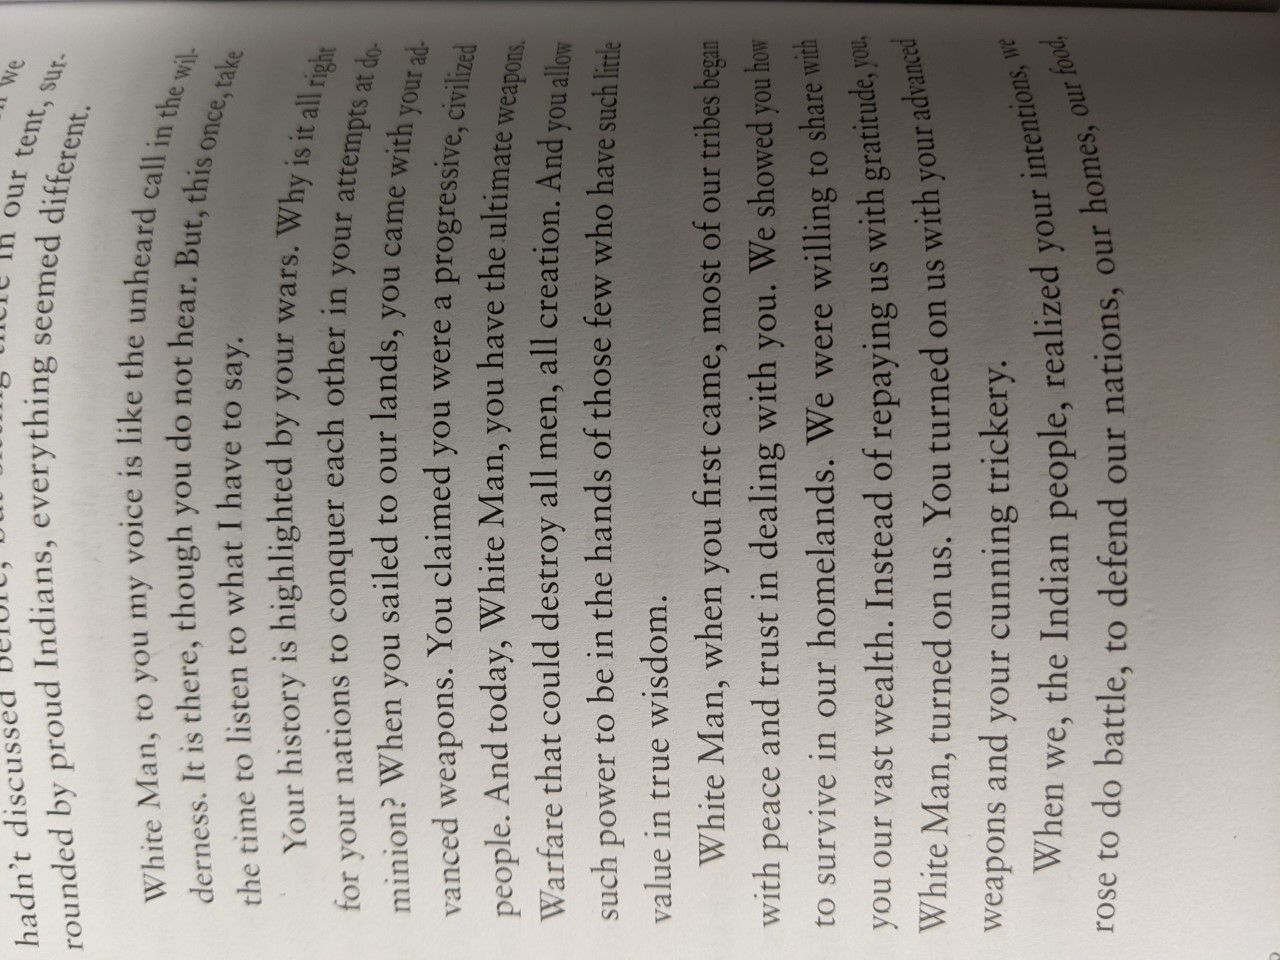 we
hadn't discussed in our tent, sur-
rounded by proud Indians, everything seemed different.
White Man, to you my voice is like the unheard call in the wil-
derness. It is there, though you do not hear. But, this once, take
the time to listen to what I have to say.
Your history is highlighted by your wars. Why is it all right
for your nations to conquer each other in your attempts at do-
minion? When you sailed to our lands, you came with your ad-
vanced weapons. You claimed you were a progressive, civilized
people. And today, White Man, you have the ultimate weapons.
Warfare that could destroy all men, all creation. And you allow
such power to be in the hands of those few who have such little
value in true wisdom.
White Man, when you first came, most of our tribes began
with peace and trust in dealing with you. We showed you how
to survive in our homelands. We were willing to share with
you our vast wealth. Instead of repaying us with gratitude, you,
White Man, turned on us. You turned on us with your advanced
weapons and your cunning trickery.
When we, the Indian people, realized your intentions, we
rose to do battle, to defend our nations, our homes, our food,